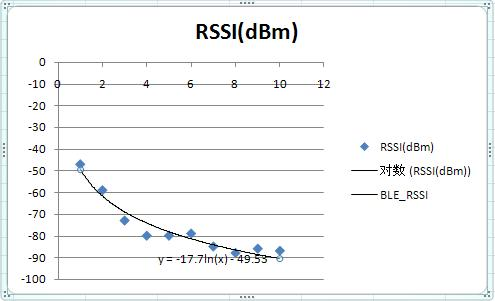 RSSI(dBm)
0
0 2 4 6 8 10 12
-10
-20
-30
-40
-50
-60
-70
-80
-90
-100
y = -17.7ln(x) - 49.53
RSSI(dBm)
对数 (RSSI(dBm))
BLE_RSSI